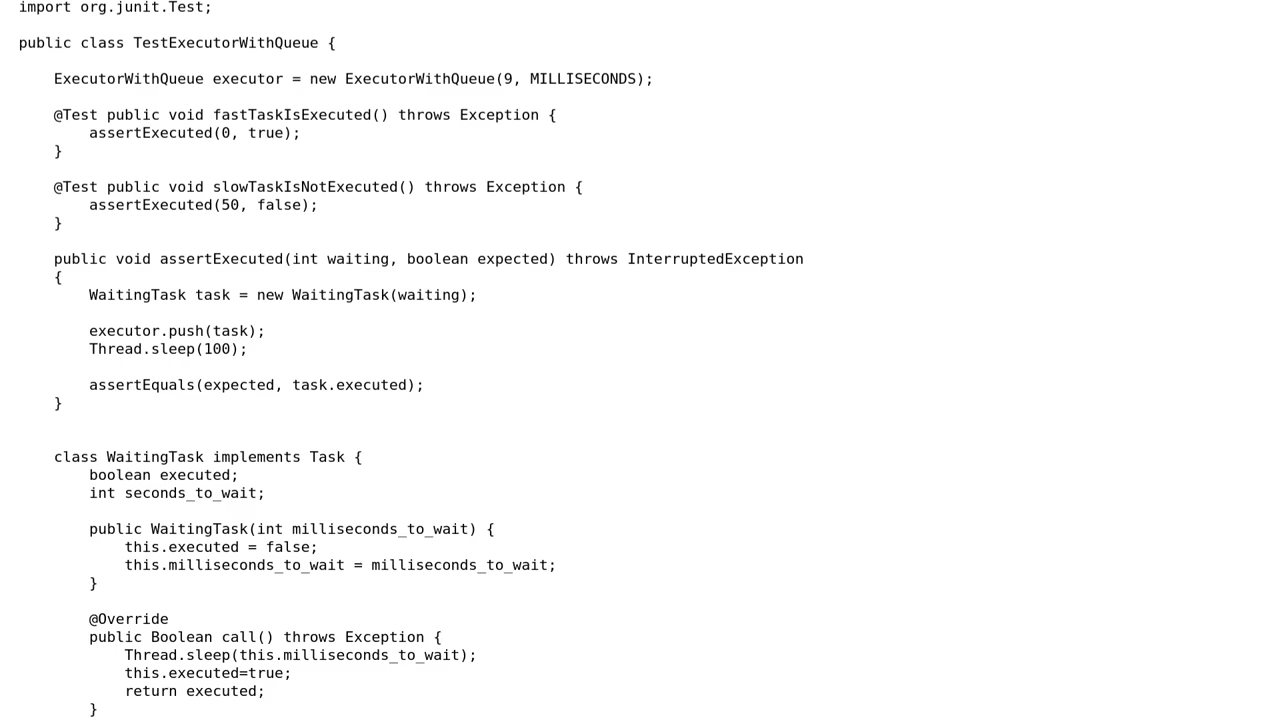 import org.junit.Test;

public class TestExecutorWithQueue {

    ExecutorWithQueue executor = new ExecutorWithQueue(9, MILLISECONDS);

    @Test public void fastTaskIsExecuted() throws Exception {
        assertExecuted(0, true);
    }

    @Test public void slowTaskIsNotExecuted() throws Exception {
        assertExecuted(50, false);
    }

    public void assertExecuted(int waiting, boolean expected) throws InterruptedException
    {
        WaitingTask task = new WaitingTask(waiting);

        executor.push(task);
        Thread.sleep(100);

        assertEquals(expected, task.executed);
    }


    class WaitingTask implements Task {
        boolean executed;
        int seconds_to_wait;

        public WaitingTask(int milliseconds_to_wait) {
            this.executed = false;
            this.milliseconds_to_wait = milliseconds_to_wait;
        }

        @Override
        public Boolean call() throws Exception {
            Thread.sleep(this.milliseconds_to_wait);
            this.executed=true;
            return executed;
        }